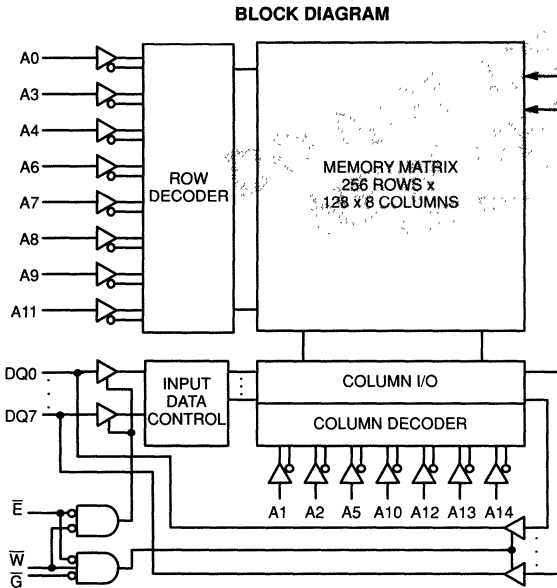 BLOCK DIAGRAM
A0
A3
A4
A6
A7
A8
A9
A11
ROW
DECODER
MEMORY MATRIX
256 ROWS x
128 x 8 COLUMNS
DQ0
DQ7
INPUT
DATA
CONTROL
COLUMN I/O
COLUMN DECODER
A1 A2 A5 A10 A12 A13 A14
E̅
W̅
G̅